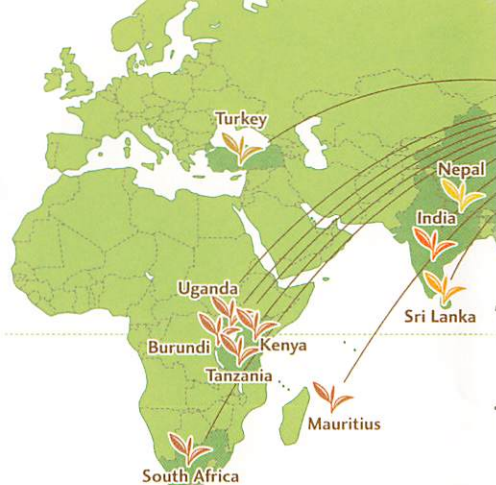 Turkey
Nepal
India
Uganda
Sri Lanka
Burundi
Kenya
Tanzania
Mauritius
South Africa